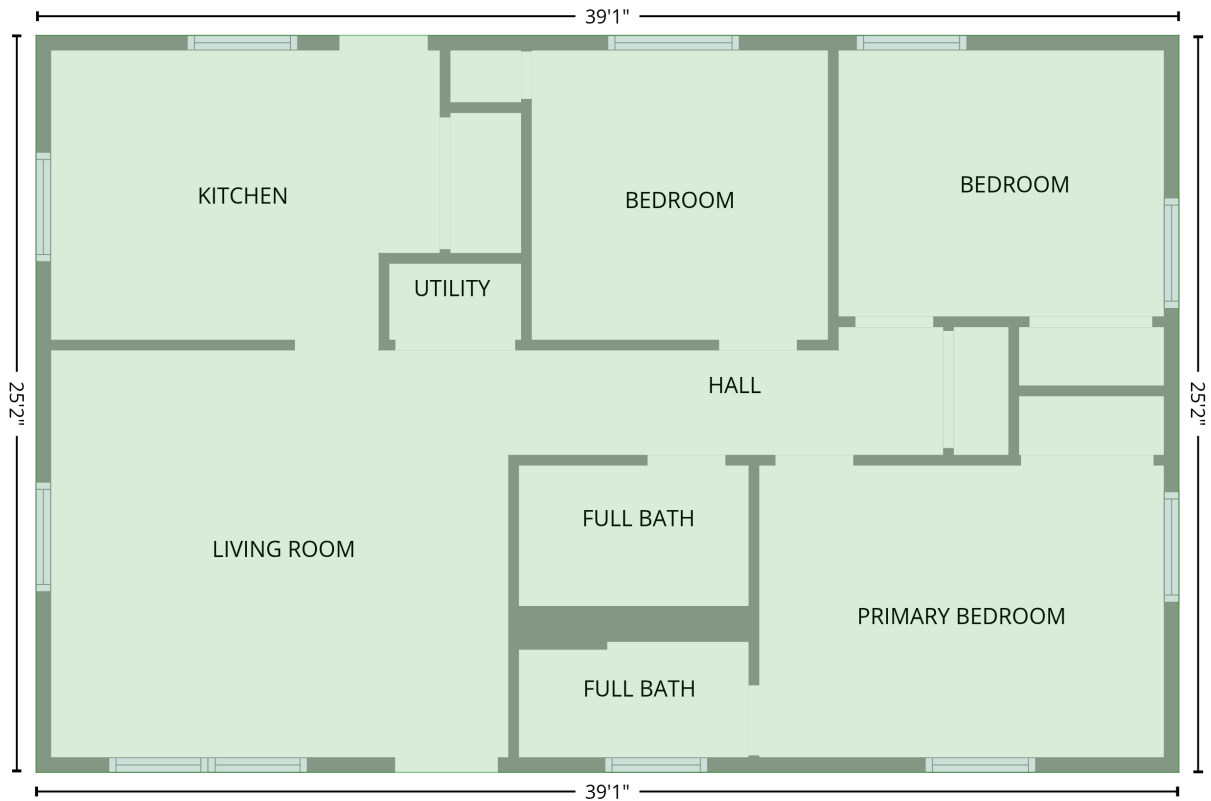 39'1"
KITCHEN
BEDROOM
BEDROOM
UTILITY
25'2"
HALL
25'2"
FULL BATH
LIVING ROOM
PRIMARY BEDROOM
FULL BATH
39'1"